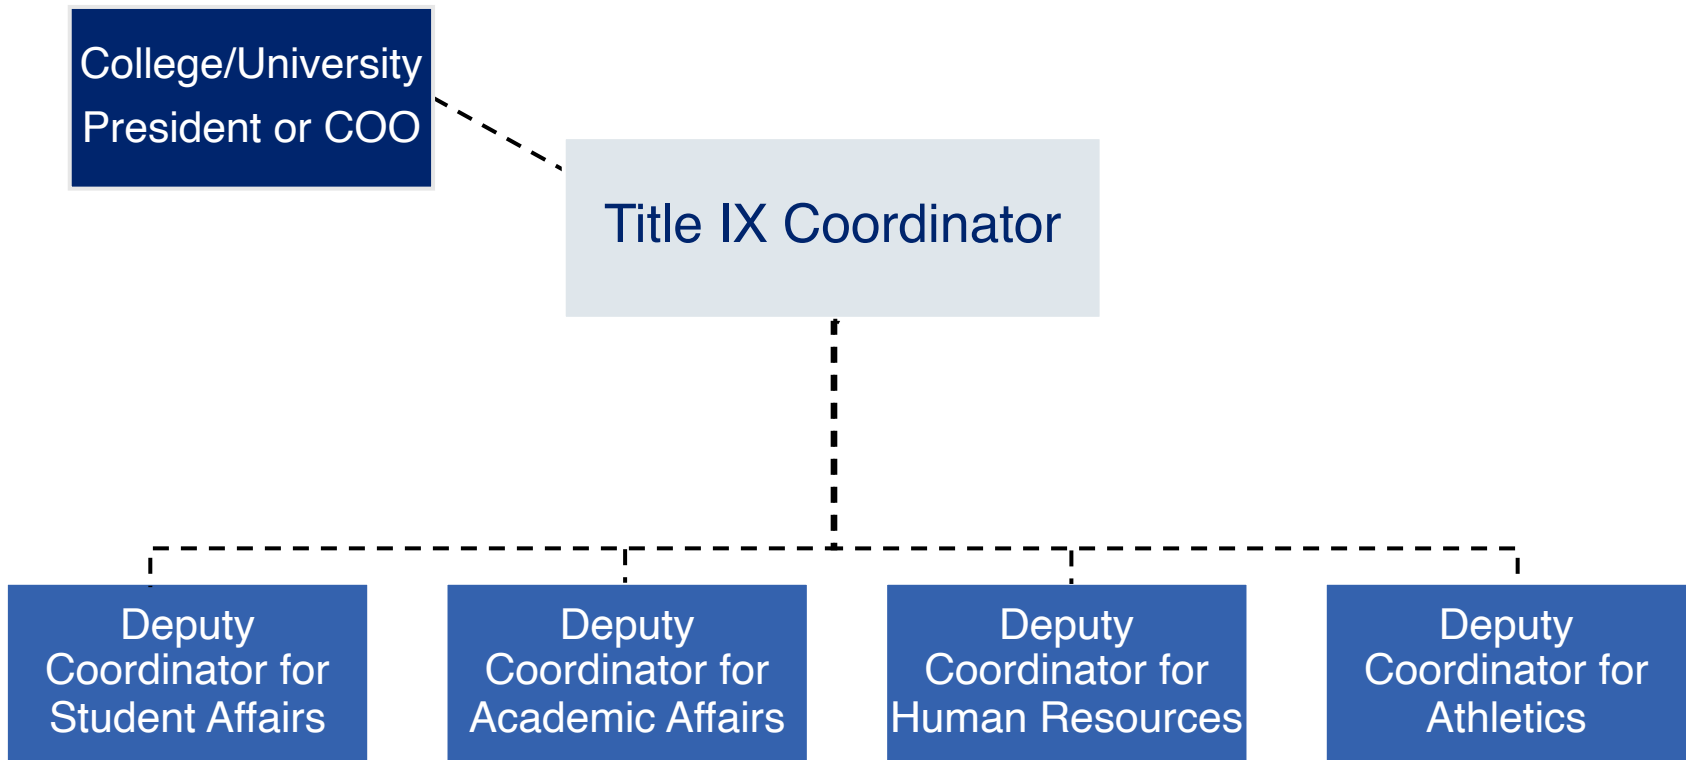 College/University
President or COO
Title IX Coordinator
Deputy
Coordinator for
Student Affairs
Deputy
Coordinator for
Academic Affairs
Deputy
Coordinator for
Human Resources
Deputy
Coordinator for
Athletics